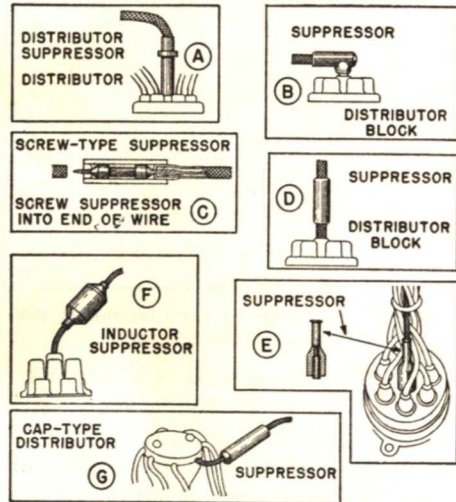 DISTRIBUTOR
SUPPRESSOR
A
DISTRIBUTOR
SUPPRESSOR
B
DISTRIBUTOR
BLOCK
SCREW-TYPE SUPPRESSOR
SCREW SUPPRESSOR
INTO END OF WIRE
C
D
SUPPRESSOR
DISTRIBUTOR
BLOCK
F
INDUCTOR
SUPPRESSOR
SUPPRESSOR
E
CAP-TYPE
DISTRIBUTOR
G
SUPPRESSOR